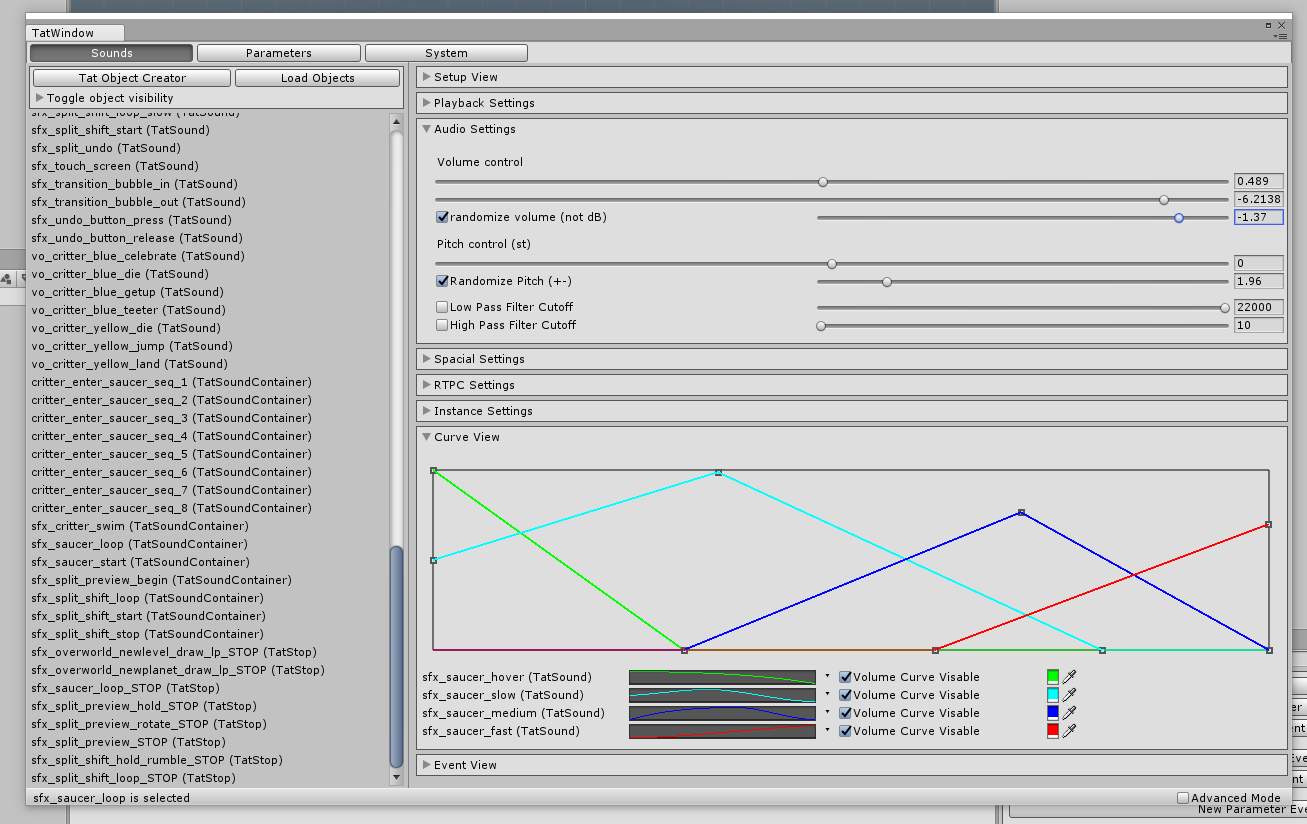 TatWindow
Sounds Parameters System
Tat Object Creator Load Objects
Toggle object visibility
sfx_split_shift_loop_slow (TatSound)
sfx_split_shift_start (TatSound)
sfx_split_undo (TatSound)
sfx_touch_screen (TatSound)
sfx_transition_bubble_in (TatSound)
sfx_transition_bubble_out (TatSound)
sfx_undo_button_press (TatSound)
sfx_undo_button_release (TatSound)
vo_critter_blue_celebrate (TatSound)
vo_critter_blue_die (TatSound)
vo_critter_blue_getup (TatSound)
vo_critter_blue_teeter (TatSound)
vo_critter_yellow_die (TatSound)
vo_critter_yellow_jump (TatSound)
vo_critter_yellow_land (TatSound)
critter_enter_saucer_seq_1 (TatSoundContainer)
critter_enter_saucer_seq_2 (TatSoundContainer)
critter_enter_saucer_seq_3 (TatSoundContainer)
critter_enter_saucer_seq_4 (TatSoundContainer)
critter_enter_saucer_seq_5 (TatSoundContainer)
critter_enter_saucer_seq_6 (TatSoundContainer)
critter_enter_saucer_seq_7 (TatSoundContainer)
critter_enter_saucer_seq_8 (TatSoundContainer)
sfx_critter_swim (TatSoundContainer)
sfx_saucer_loop (TatSoundContainer)
sfx_saucer_start (TatSoundContainer)
sfx_split_preview_begin (TatSoundContainer)
sfx_split_shift_loop (TatSoundContainer)
sfx_split_shift_start (TatSoundContainer)
sfx_split_shift_stop (TatSoundContainer)
sfx_overworld_newlevel_draw_lp_STOP (TatStop)
sfx_overworld_newplanet_draw_lp_STOP (TatStop)
sfx_saucer_loop_STOP (TatStop)
sfx_split_preview_hold_STOP (TatStop)
sfx_split_preview_rotate_STOP (TatStop)
sfx_split_preview_STOP (TatStop)
sfx_split_shift_hold_rumble_STOP (TatStop)
sfx_split_shift_loop_STOP (TatStop)
sfx_saucer_loop is selected
Setup View
Playback Settings
Audio Settings
Volume control
0.489
-6.2138
randomize volume (not dB) -1.37
Pitch control (st)
0
Randomize Pitch (+-) 1.96
Low Pass Filter Cutoff 22000
High Pass Filter Cutoff 10
Spacial Settings
RTPC Settings
Instance Settings
Curve View
sfx_saucer_hover (TatSound) Volume Curve Visable
sfx_saucer_slow (TatSound) Volume Curve Visable
sfx_saucer_medium (TatSound) Volume Curve Visable
sfx_saucer_fast (TatSound) Volume Curve Visable
Event View
Advanced Mode
New Parameter Eve